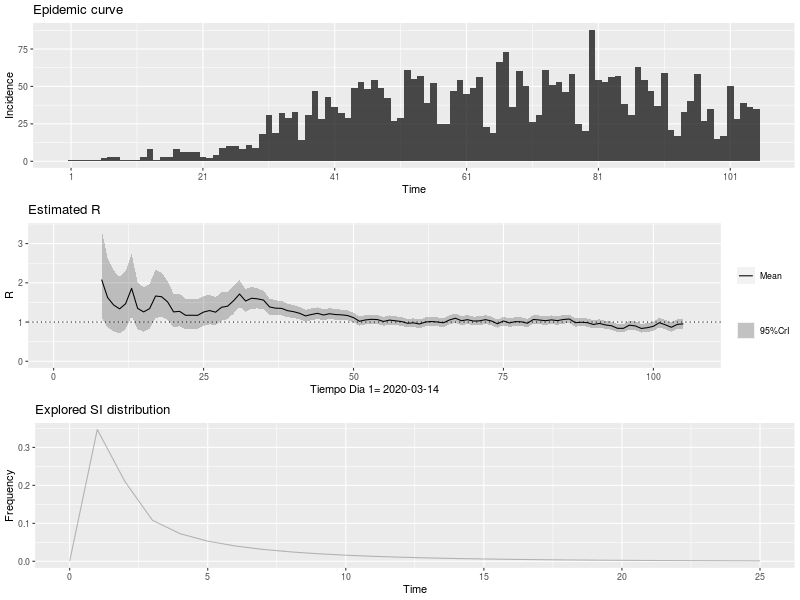 Epidemic curve
Incidence
75
50
25
0
1
21
41
61
81
101
Time
Estimated R
R
3
2
1
0
0
25
50
75
100
Tiempo Dia 1= 2020-03-14
Mean
95%CrI
Explored SI distribution
Frequency
0.3
0.2
0.1
0.0
0
5
10
15
20
25
Time